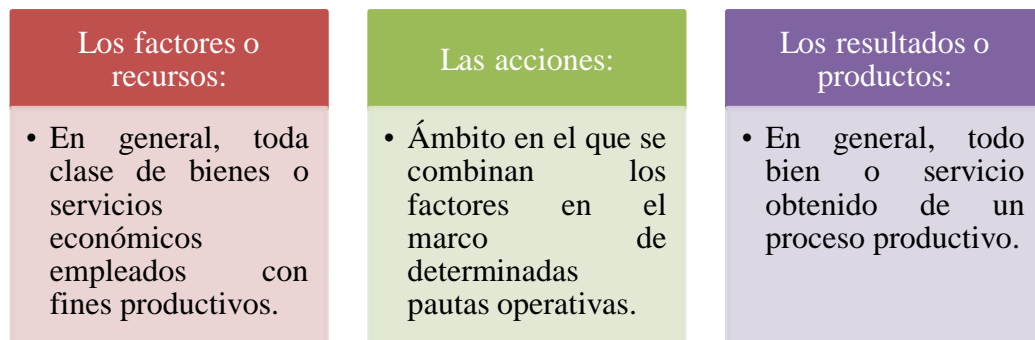 Los factores o
recursos:
• En general, toda
clase de bienes o
servicios
económicos
empleados con
fines productivos.
Las acciones:
• Ámbito en el que se
combinan los
factores en el
marco de
determinadas
pautas operativas.
Los resultados o
productos:
• En general, todo
bien o servicio
obtenido de un
proceso productivo.